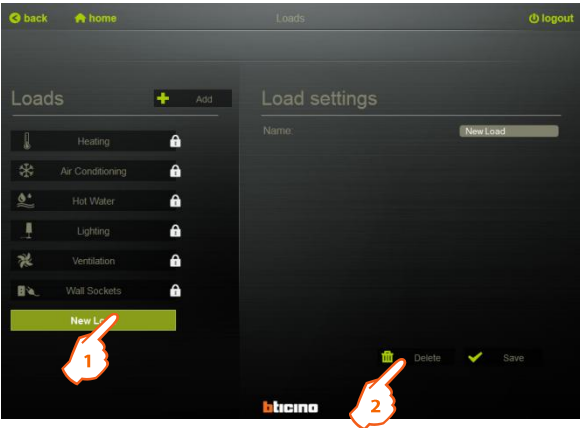 back home Loads logout
Loads Add
Load settings
Name: New Load
Heating
Air Conditioning
Hot Water
Lighting
Ventilation
Wall Sockets
New
1
Delete Save
2
bticino